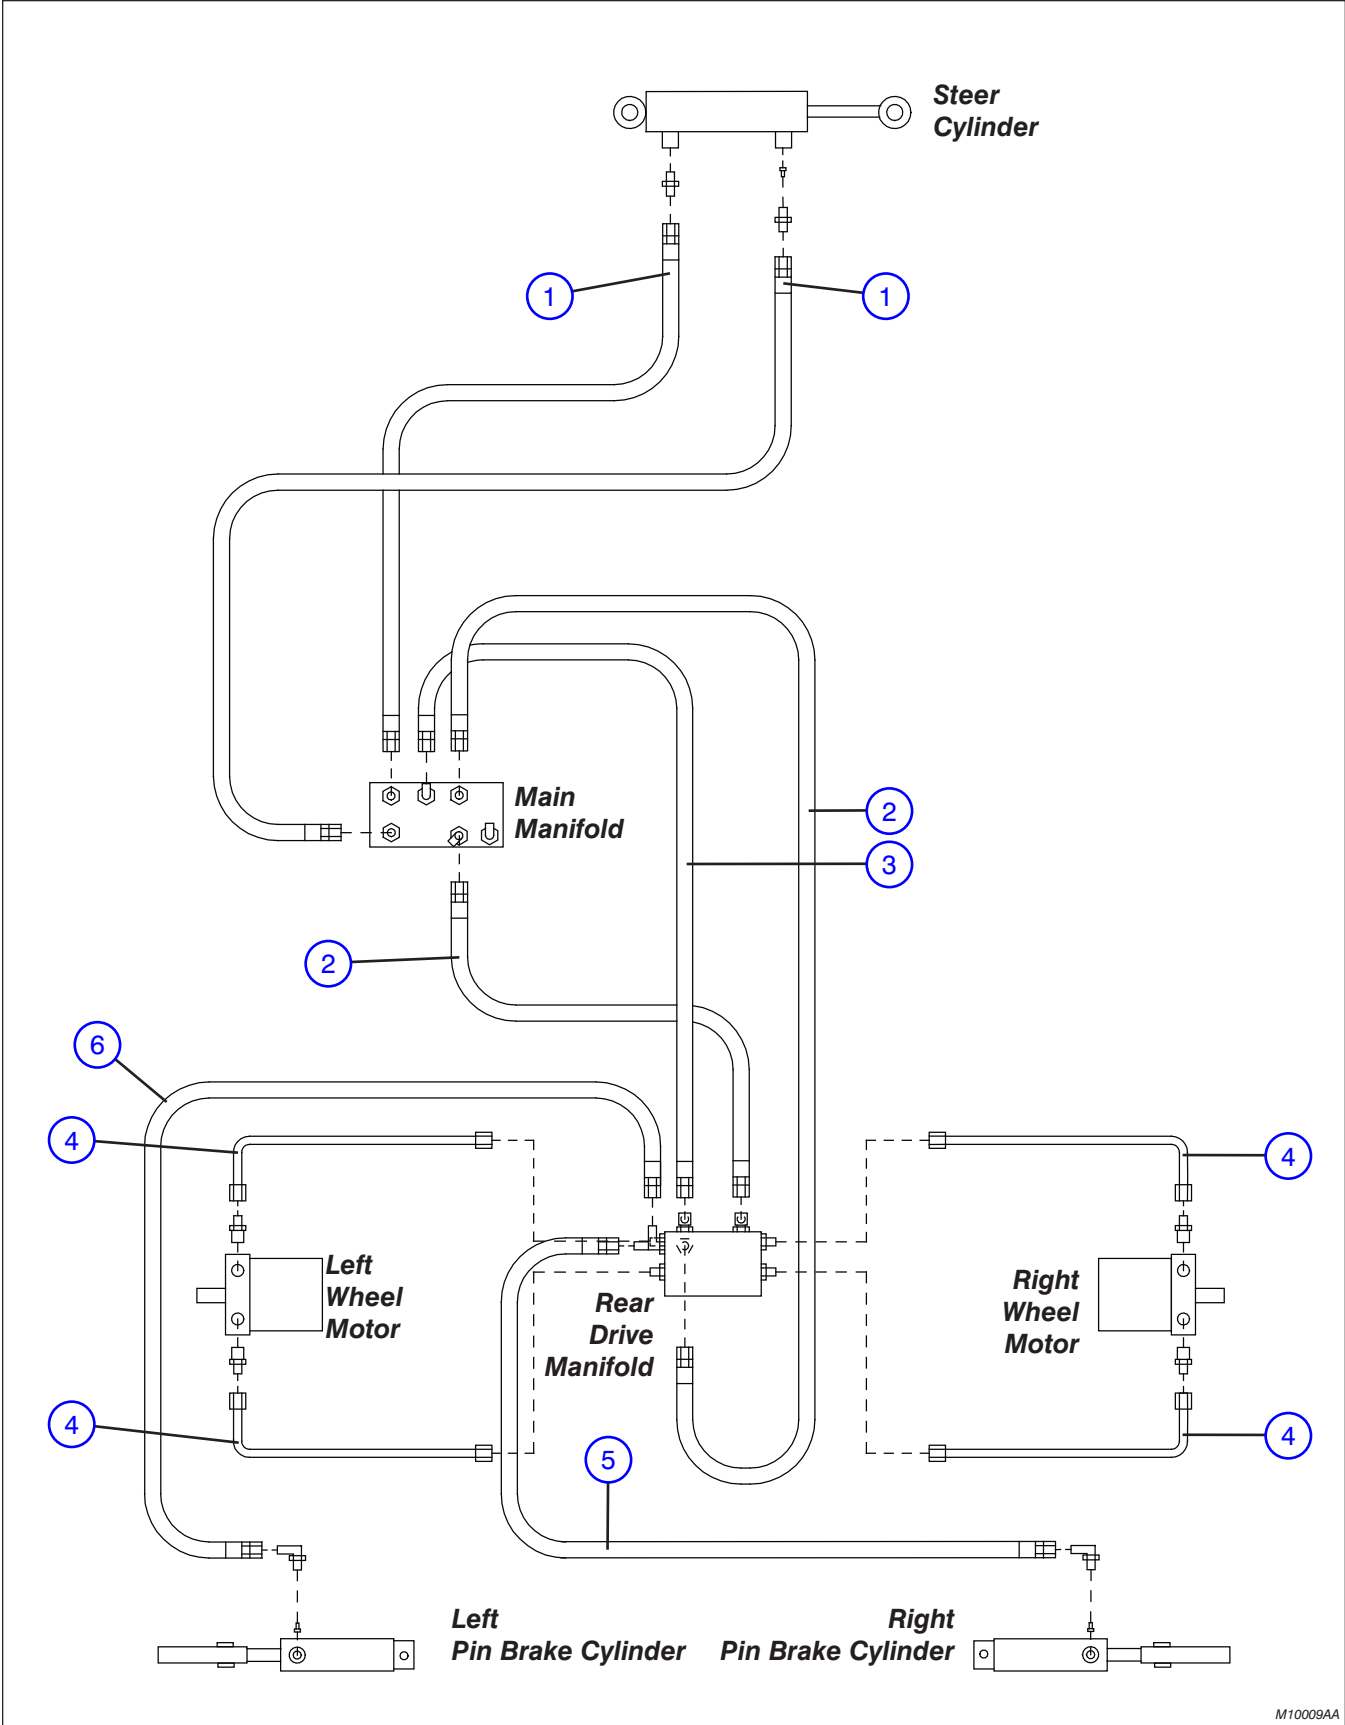 Steer
Cylinder
1
1
Main
Manifold
2
3
2
6
4
4
Left
Wheel
Motor
Right
Wheel
Motor
Rear
Drive
Manifold
4
4
5
Left
Pin Brake Cylinder
Right
Pin Brake Cylinder
M10009AA